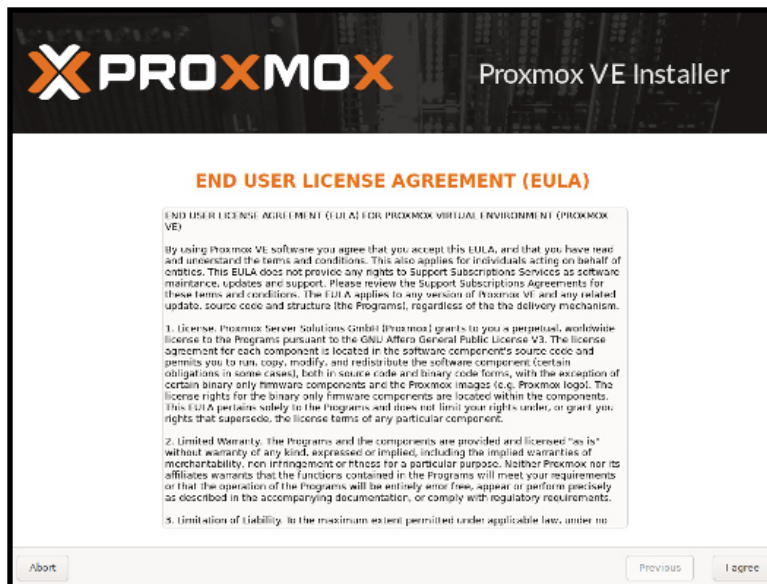 PROXMOX
Proxmox VE Installer
END USER LICENSE AGREEMENT (EULA)
END USER LICENSE AGREEMENT (EULA) FOR PROXMOX VIRTUAL ENVIRONMENT (PROXMOX
VE)
By using Proxmox VE software you agree that you accept this EULA, and that you have read
and understand the terms and conditions. This also applies for individuals acting on behalf of
entities. This EULA does not provide any rights to Support Subscriptions Services as software
maintance, updates and support. Please review the Support Subscriptions Agreements for
these terms and conditions. The EULA applies to any version of Proxmox VE and any related
update, source code and structure (the Programs), regardless of the the delivery mechanism.
1. License. Proxmox Server Solutions GmbH (Proxmox) grants to you a perpetual, worldwide
license to the Programs pursuant to the GNU Affero General Public License V3. The license
agreement for each component is located in the software component's source code and
permits you to run, copy, modify, and redistribute the software component (certain
obligations in some cases), both in source code and binary code forms, with the exception of
certain binary only firmware components and the Proxmox images (e.g. Proxmox logo). The
license rights for the binary only firmware components are located within the components.
This EULA pertains solely to the Programs and does not limit your rights under, or grant you
rights that supersede, the license terms of any particular component.
2. Limited Warranty. The Programs and the components are provided and licensed "as is"
without warranty of any kind, expressed or implied, including the implied warranties of
merchantability, non infringement or fitness for a particular purpose. Neither Proxmox nor its
affiliates warrants that the functions contained in the Programs will meet your requirements
or that the operation of the Programs will be entirely error free, appear or perform precisely
as described in the accompanying documentation, or comply with regulatory requirements.
3. Limitation of Liability. To the maximum extent permitted under applicable law, under no
Abort
Previous
I agree